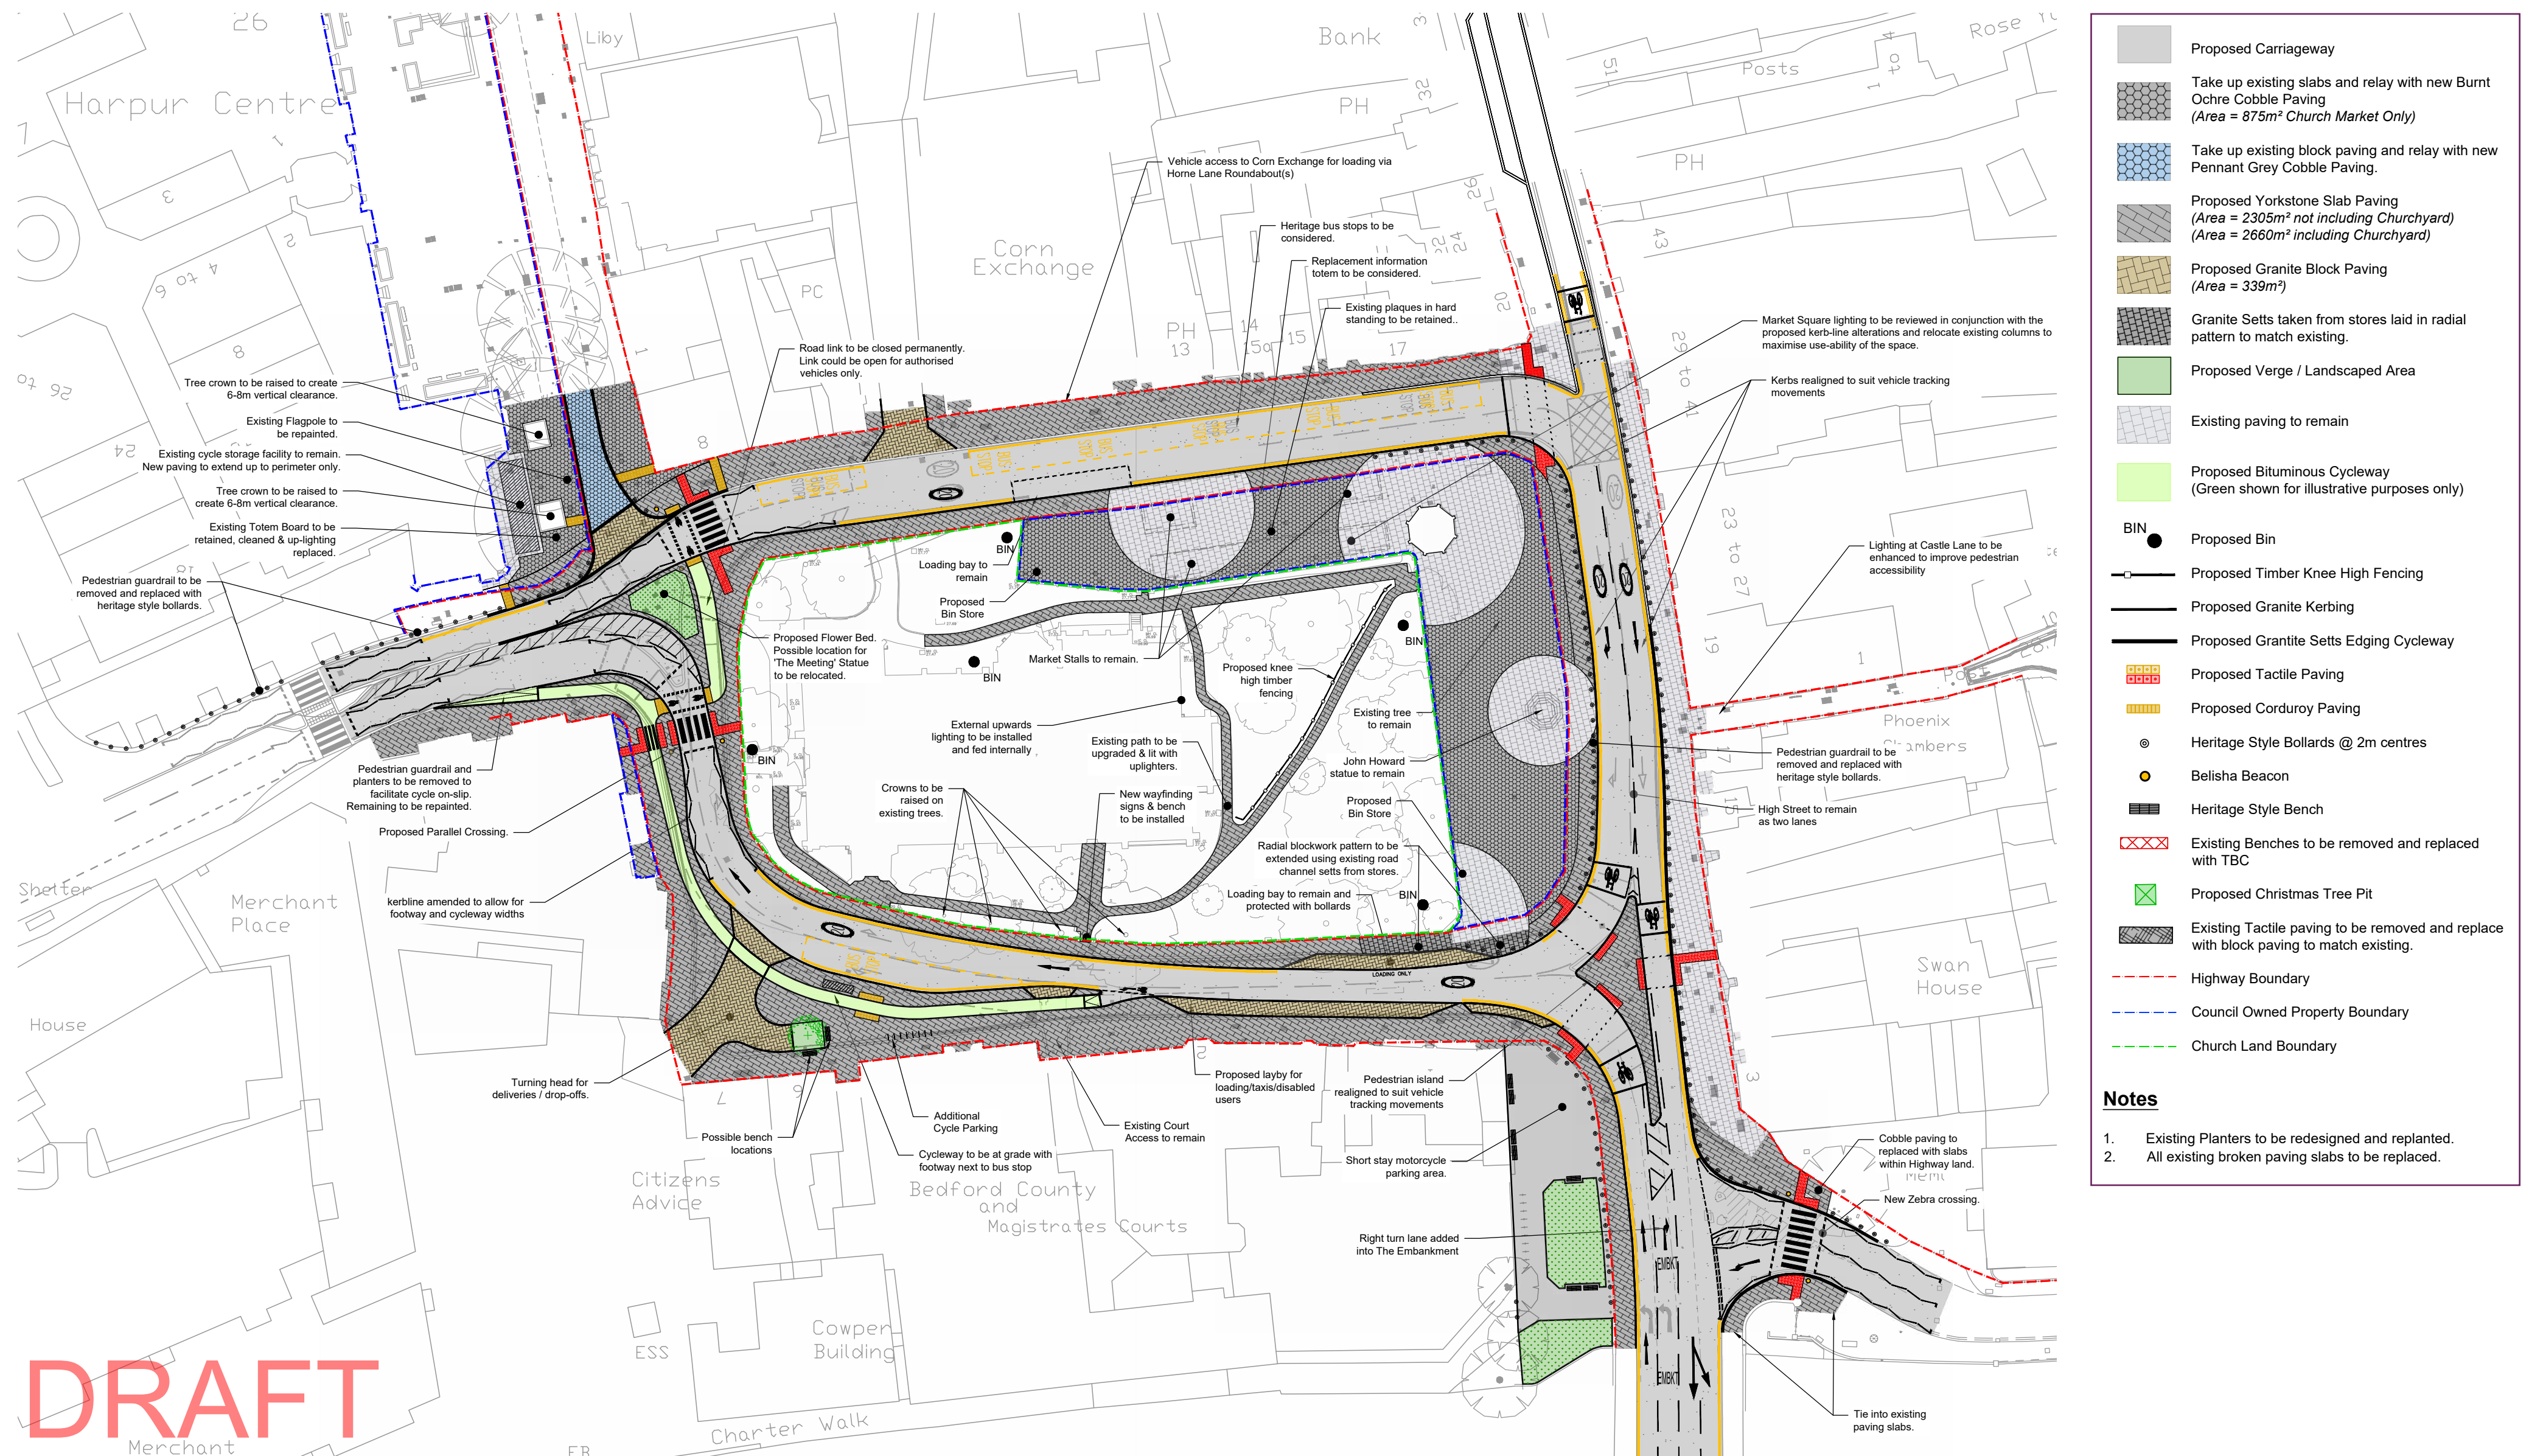 26
Liby
Bank
Rose
Harpur Centre
Posts
PH
PH
Corn
Exchange
PC
PH
13
14
15a
15
17
Vehicle access to Corn Exchange for loading via
Horne Lane Roundabout(s)
Heritage bus stops to be
considered.
Replacement information
totem to be considered.
Existing plaques in hard
standing to be retained..
Market Square lighting to be reviewed in conjunction with the
proposed kerb-line alterations and relocate existing columns to
maximise use-ability of the space.
Road link to be closed permanently.
Link could be open for authorised
vehicles only.
Kerbs realigned to suit vehicle tracking
movements
Tree crown to be raised to create
6-8m vertical clearance.
Existing Flagpole to
be repainted.
Existing cycle storage facility to remain.
New paving to extend up to perimeter only.
Tree crown to be raised to
create 6-8m vertical clearance.
Existing Totem Board to be
retained, cleaned & up-lighting
replaced.
Pedestrian guardrail to be
removed and replaced with
heritage style bollards.
BIN
Loading bay to
remain
Proposed
Bin Store
Lighting at Castle Lane to be
enhanced to improve pedestrian
accessibility
Proposed Flower Bed.
Possible location for
'The Meeting' Statue
to be relocated.
Market Stalls to remain.
BIN
BIN
Proposed knee
high timber
fencing
External upwards
lighting to be installed
and fed internally
Existing path to be
upgraded & lit with
uplighters.
Existing tree
to remain
John Howard
statue to remain
Phoenix
Chambers
Pedestrian guardrail to be
removed and replaced with
heritage style bollards.
BIN
Pedestrian guardrail and
planters to be removed to
facilitate cycle on-slip.
Remaining to be repainted.
Proposed Parallel Crossing.
Crowns to be
raised on
existing trees.
New wayfinding
signs & bench
to be installed
Proposed
Bin Store
High Street to remain
as two lanes
Radial blockwork pattern to be
extended using existing road
channel setts from stores.
Loading bay to remain and
protected with bollards
BIN
Shelter
Merchant
Place
kerbline amended to allow for
footway and cycleway widths
LOADING ONLY
Swan
House
House
Turning head for
deliveries / drop-offs.
Possible bench
locations
Additional
Cycle Parking
Cycleway to be at grade with
footway next to bus stop
Existing Court
Access to remain
Proposed layby for
loading/taxis/disabled
users
Pedestrian island
realigned to suit vehicle
tracking movements
Short stay motorcycle
parking area.
Cobble paving to
replaced with slabs
within Highway land.
Meml
New Zebra crossing.
Citizens
Advice
Bedford County
and
Magistrates Courts
Right turn lane added
into The Embankment
EMBKT
EMBKT
ESS
Cowper
Building
Charter Walk
Tie into existing
paving slabs.
DRAFT
Merchant
Proposed Carriageway
Take up existing slabs and relay with new Burnt
Ochre Cobble Paving
(Area = 875m² Church Market Only)
Take up existing block paving and relay with new
Pennant Grey Cobble Paving.
Proposed Yorkstone Slab Paving
(Area = 2305m² not including Churchyard)
(Area = 2660m² including Churchyard)
Proposed Granite Block Paving
(Area = 339m²)
Granite Setts taken from stores laid in radial
pattern to match existing.
Proposed Verge / Landscaped Area
Existing paving to remain
Proposed Bituminous Cycleway
(Green shown for illustrative purposes only)
BIN
Proposed Bin
Proposed Timber Knee High Fencing
Proposed Granite Kerbing
Proposed Grantite Setts Edging Cycleway
Proposed Tactile Paving
Proposed Corduroy Paving
Heritage Style Bollards @ 2m centres
Belisha Beacon
Heritage Style Bench
Existing Benches to be removed and replaced
with TBC
Proposed Christmas Tree Pit
Existing Tactile paving to be removed and replace
with block paving to match existing.
Highway Boundary
Council Owned Property Boundary
Church Land Boundary
Notes
1. Existing Planters to be redesigned and replanted.
2. All existing broken paving slabs to be replaced.